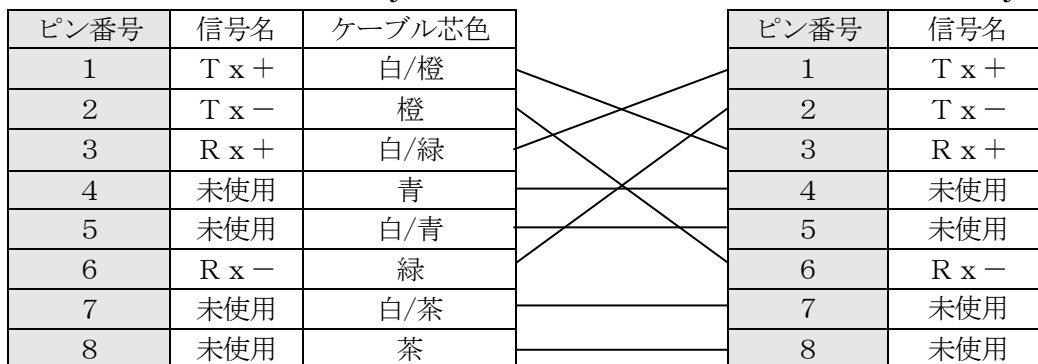 ピン番号 信号名 ケーブル芯色 ピン番号 信号名
1 Ｔｘ＋ 白/橙 1 Ｔｘ＋
2 Ｔｘ－ 橙 2 Ｔｘ－
3 Ｒｘ＋ 白/緑 3 Ｒｘ＋
4 未使用 青 4 未使用
5 未使用 白/青 5 未使用
6 Ｒｘ－ 緑 6 Ｒｘ－
7 未使用 白/茶 7 未使用
8 未使用 茶 8 未使用